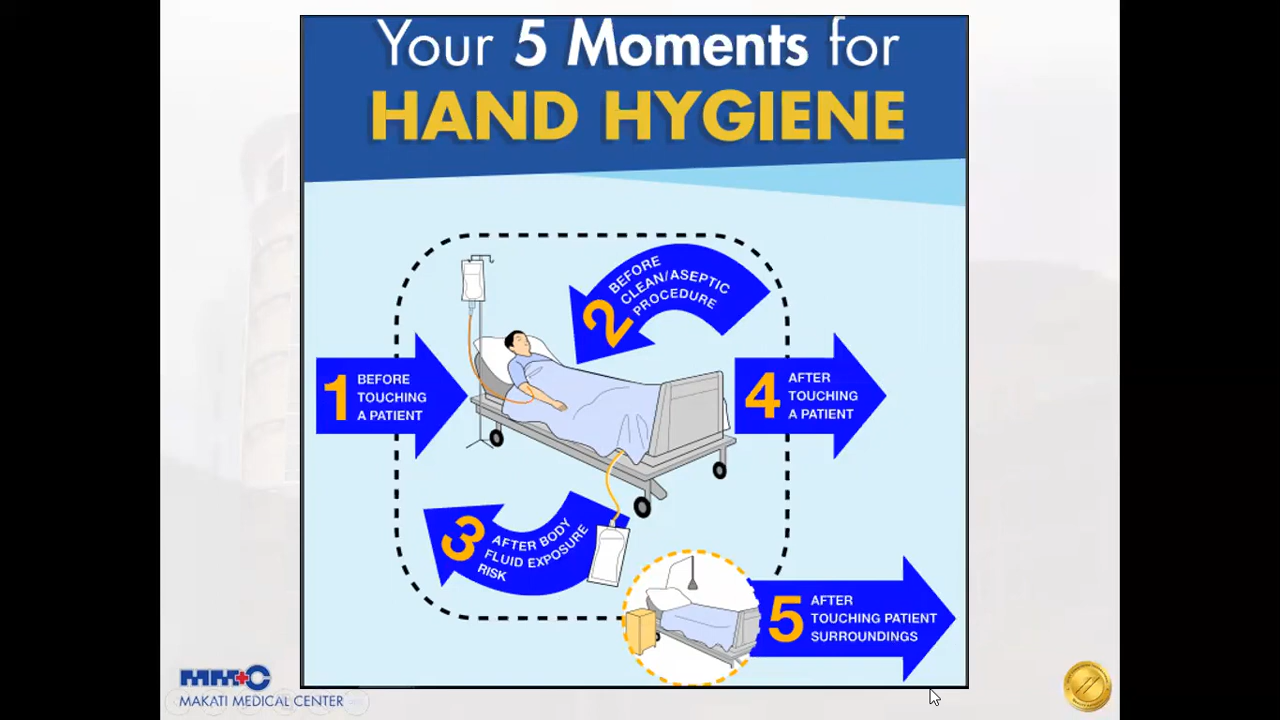 Your 5 Moments for
HAND HYGIENE
1 BEFORE
TOUCHING
A PATIENT
2 BEFORE
CLEAN/ASEPTIC
PROCEDURE
3 AFTER BODY
FLUID EXPOSURE
RISK
4 AFTER
TOUCHING
A PATIENT
5 AFTER
TOUCHING PATIENT
SURROUNDINGS
MMC
MAKATI MEDICAL CENTER